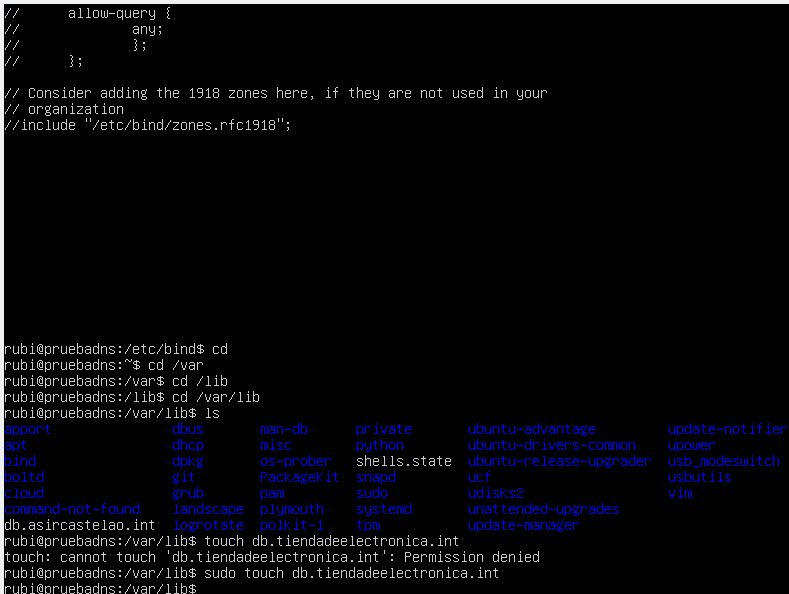 //      allow-query {
//              any;
//              };
//      };
// Consider adding the 1918 zones here, if they are not used in your
// organization
//include "/etc/bind/zones.rfc1918";
rubi@pruebadns:/etc/bind$ cd
rubi@pruebadns:~$ cd /var
rubi@pruebadns:/var$ cd /lib
rubi@pruebadns:/lib$ cd /var/lib
rubi@pruebadns:/var/lib$ ls
apport dbus man-db private ubuntu-advantage update-notifier
apt dhcp misc python ubuntu-drivers-common upower
bind dpkg os-prober shells.state ubuntu-release-upgrader usb_modeswitch
boltd git PackageKit snapd ucf usbutils
cloud grub pam sudo udisks2 vim
command-not-found landscape plymouth systemd unattended-upgrades
db.asircastelao.int logrotate polkit-1 tpm update-manager
rubi@pruebadns:/var/lib$ touch db.tiendadeelectronica.int
touch: cannot touch 'db.tiendadeelectronica.int': Permission denied
rubi@pruebadns:/var/lib$ sudo touch db.tiendadeelectronica.int
rubi@pruebadns:/var/lib$